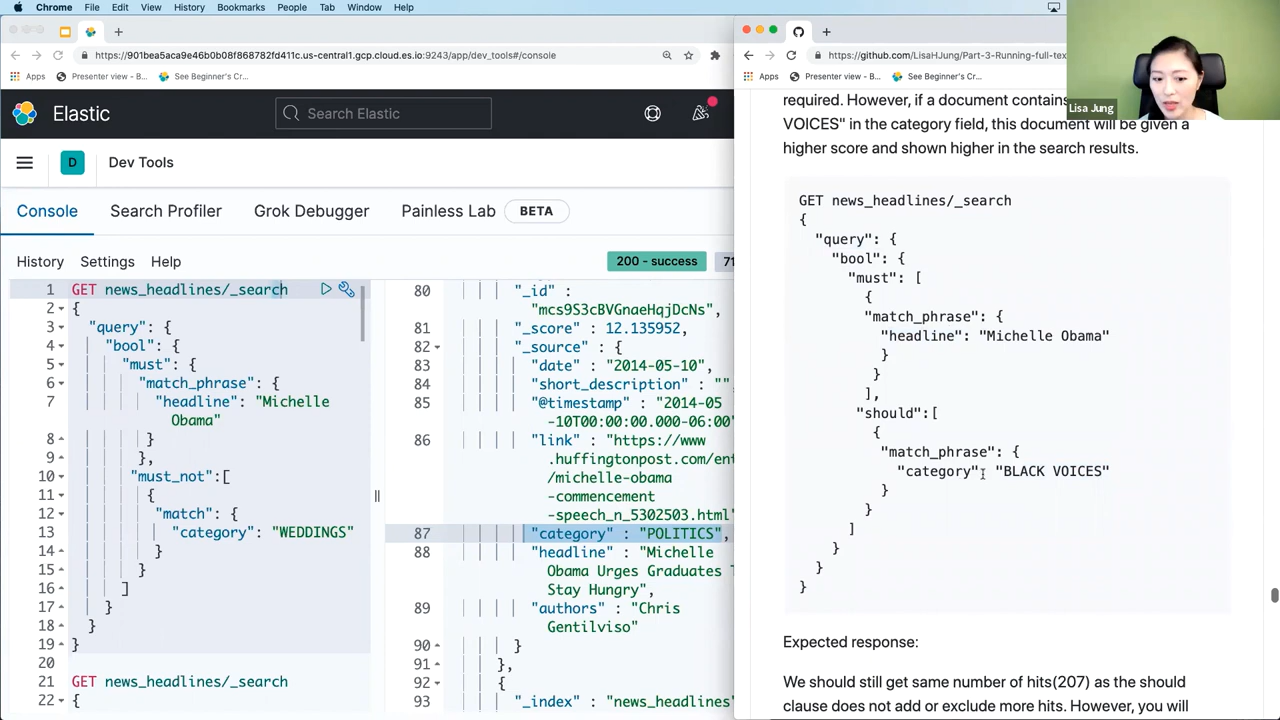 Chrome File Edit View History Bookmarks People Tab Window Help
https://901bea5aca9e46b0b08f868782fd411c.us-central1.gcp.cloud.es.io:9243/app/dev_tools#/console
Apps Presenter view - B... See Beginner's Cr...
Elastic
Search Elastic
D
Dev Tools
Console Search Profiler Grok Debugger Painless Lab BETA
History Settings Help
200 - success
1 GET news_headlines/_search
2 {
3 "query": {
4 "bool": {
5 "must": {
6 "match_phrase": {
7 "headline": "Michelle
Obama"
8 }
9 },
10 "must_not":[
11 {
12 "match": {
13 "category": "WEDDINGS"
14 }
15 }
16 ]
17 }
18 }
19 }
20
21 GET news_headlines/_search
22 {
80 "_id" :
"mcs9S3cBVGnaeHqjDcNs",
81 "_score" : 12.135952,
82 "_source" : {
83 "date" : "2014-05-10",
84 "short_description" : "",
85 "@timestamp" : "2014-05
-10T00:00:00.000-06:00"
86 "link" : "https://www
.huffingtonpost.com/ent
/michelle-obama
-commencement
-speech_n_5302503.html"
87 "category" : "POLITICS",
88 "headline" : "Michelle
Obama Urges Graduates
Stay Hungry",
89 "authors" : "Chris
Gentilviso"
90 }
91 },
92 {
93 "_index" : "news_headlines"
https://github.com/LisaHJung/Part-3-Running-full-tex
Apps Presenter view - B... See Beginner's Cr...
Lisa Jung
required. However, if a document contains
VOICES" in the category field, this document will be given a
higher score and shown higher in the search results.
GET news_headlines/_search
{
"query": {
"bool": {
"must": [
{
"match_phrase": {
"headline": "Michelle Obama"
}
}
],
"should":[
{
"match_phrase": {
"category": "BLACK VOICES"
}
}
]
}
}
}
Expected response:
We should still get same number of hits(207) as the should
clause does not add or exclude more hits. However, you will